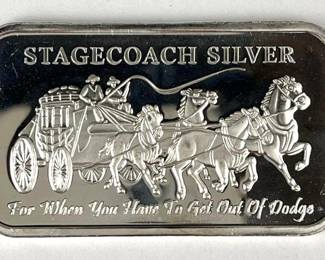 STAGECOACH SILVER
For When You Have To Get Out Of Dodge